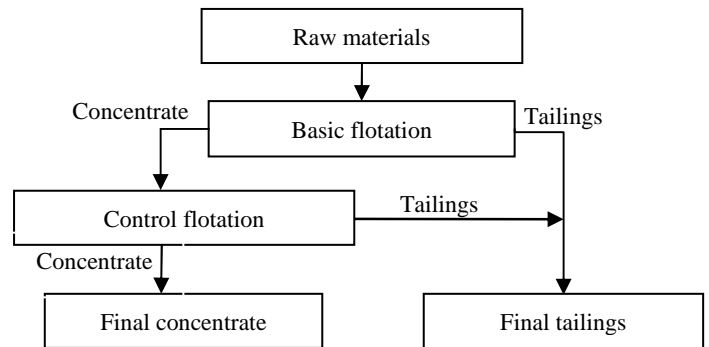 Raw materials
Concentrate
Basic flotation
Tailings
Control flotation
Tailings
Concentrate
Final concentrate
Final tailings